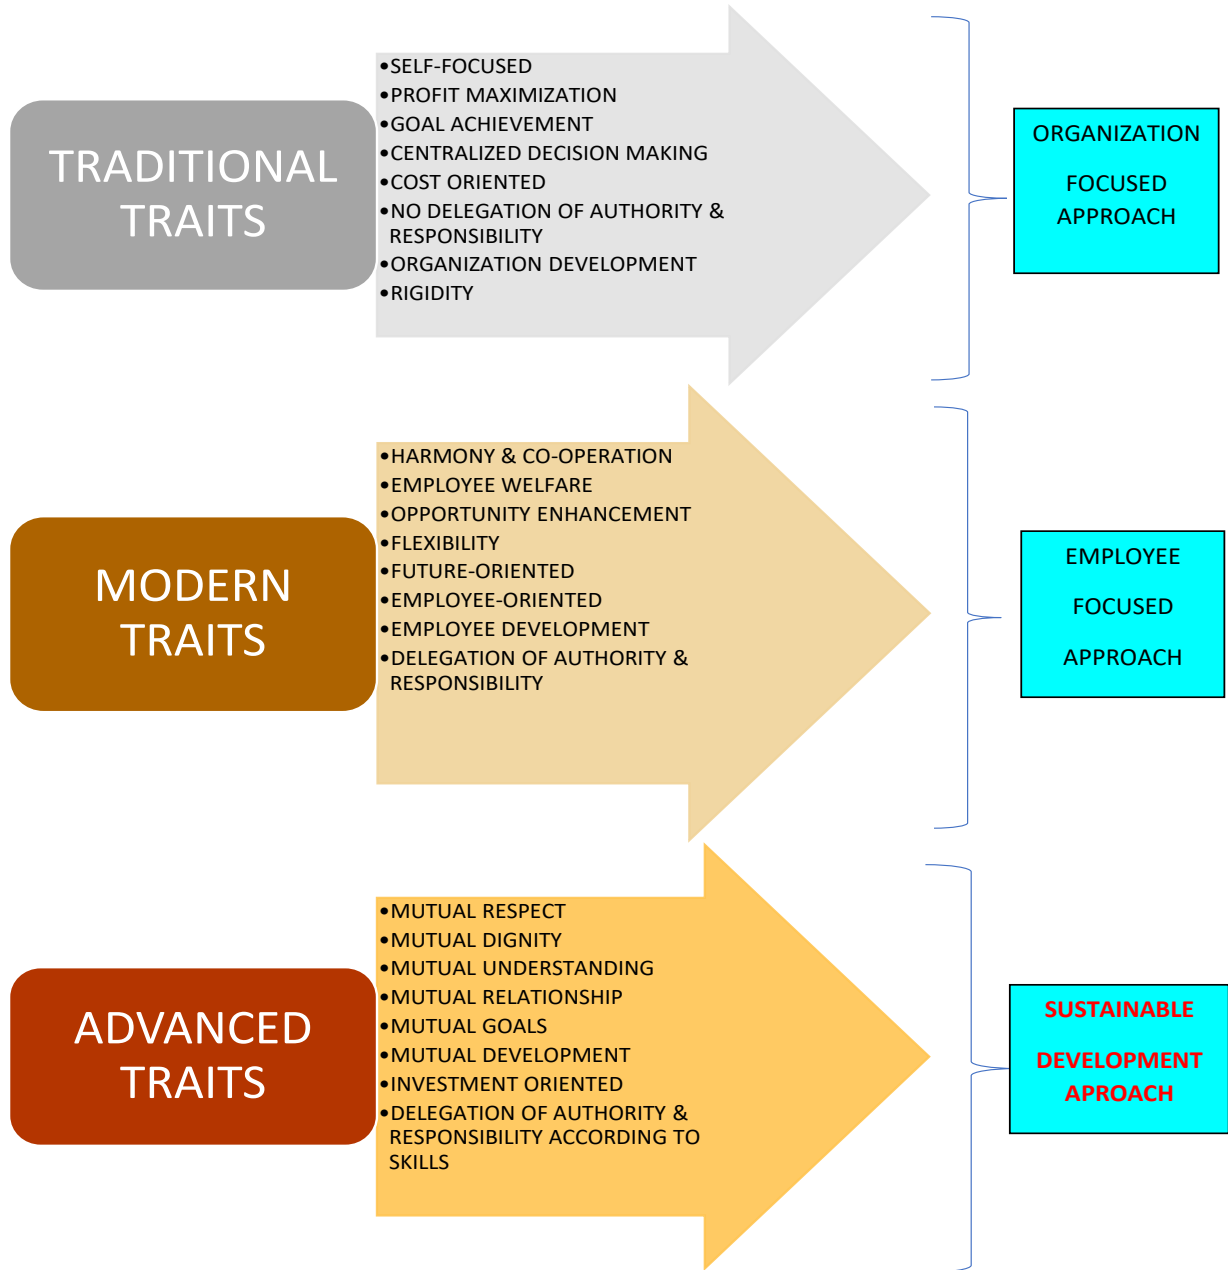 TRADITIONAL
TRAITS
•SELF-FOCUSED
•PROFIT MAXIMIZATION
•GOAL ACHIEVEMENT
•CENTRALIZED DECISION MAKING
•COST ORIENTED
•NO DELEGATION OF AUTHORITY &
RESPONSIBILITY
•ORGANIZATION DEVELOPMENT
•RIGIDITY
ORGANIZATION
FOCUSED
APPROACH
MODERN
TRAITS
•HARMONY & CO-OPERATION
•EMPLOYEE WELFARE
•OPPORTUNITY ENHANCEMENT
•FLEXIBILITY
•FUTURE-ORIENTED
•EMPLOYEE-ORIENTED
•EMPLOYEE DEVELOPMENT
•DELEGATION OF AUTHORITY &
RESPONSIBILITY
EMPLOYEE
FOCUSED
APPROACH
ADVANCED
TRAITS
•MUTUAL RESPECT
•MUTUAL DIGNITY
•MUTUAL UNDERSTANDING
•MUTUAL RELATIONSHIP
•MUTUAL GOALS
•MUTUAL DEVELOPMENT
•INVESTMENT ORIENTED
•DELEGATION OF AUTHORITY &
RESPONSIBILITY ACCORDING TO
SKILLS
SUSTAINABLE
DEVELOPMENT
APROACH